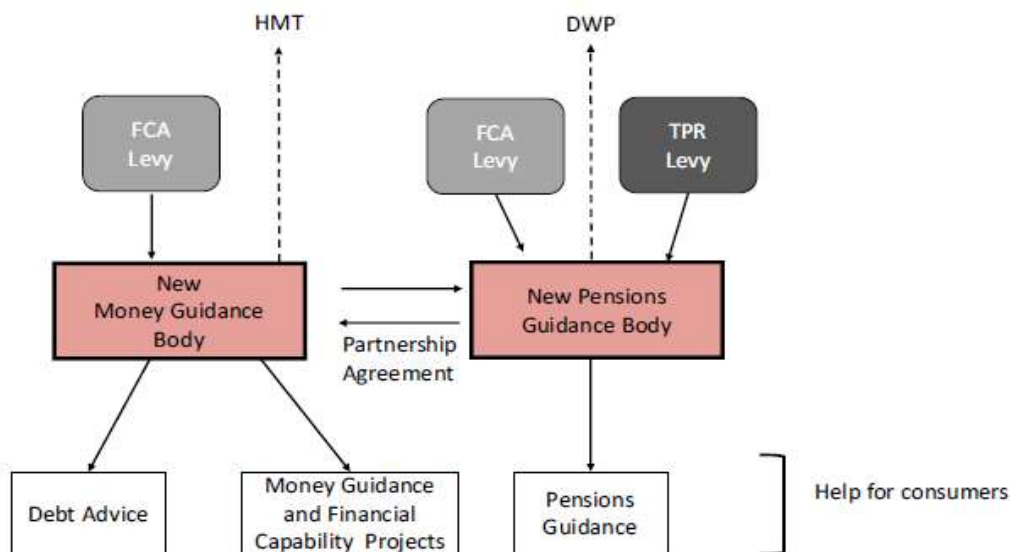 HMT
DWP
FCA
Levy
FCA
Levy
TPR
Levy
New
Money Guidance
Body
New Pensions
Guidance Body
Partnership
Agreement
Debt Advice
Money Guidance
and Financial
Capability Projects
Pensions
Guidance
Help for consumers